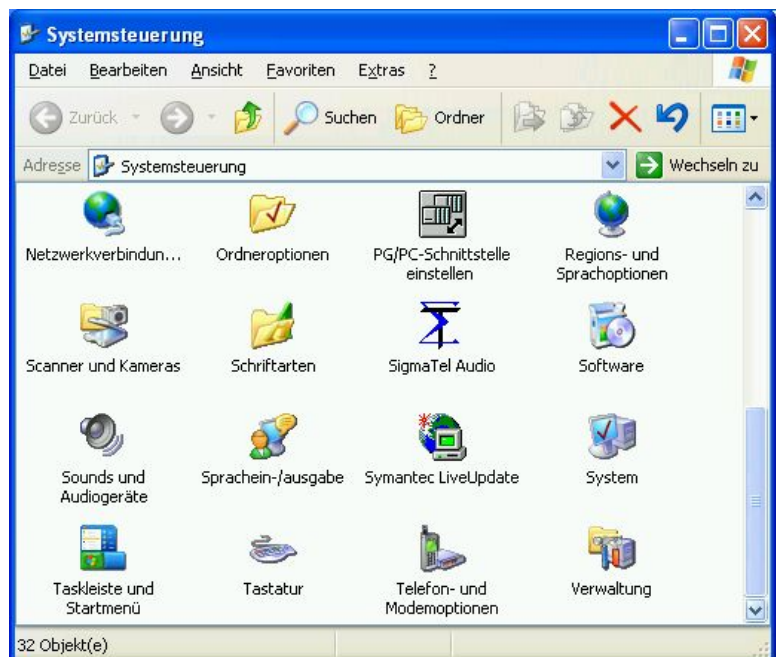 Systemsteuerung
Datei Bearbeiten Ansicht Favoriten Extras ?
Zurück Suchen Ordner
Adresse Systemsteuerung Wechseln zu
Netzwerkverbindun... Ordneroptionen PG/PC-Schnittstelle einstellen Regions- und Sprachoptionen
Scanner und Kameras Schriftarten SigmaTel Audio Software
Sounds und Audiogeräte Sprachein-/ausgabe Symantec LiveUpdate System
Taskleiste und Startmenü Tastatur Telefon- und Modemoptionen Verwaltung
32 Objekt(e)